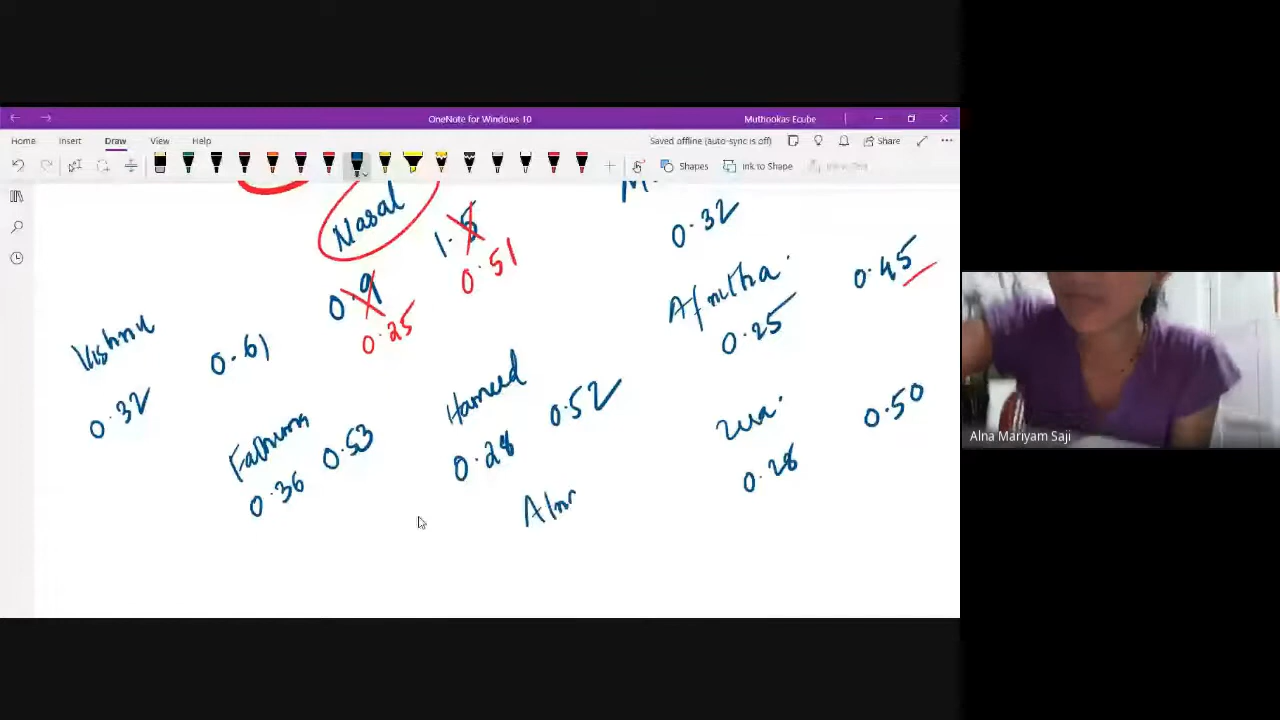 OneNote for Windows 10
Muthookas Ecube
Home Insert Draw View Help
Saved offline (auto-sync is off)
Share
Shapes
Ink to Shape
Nasal
1.5
0.51
0.9
0.25
0.32
0.45
0.25
Vishnu
0.61
0.32
Hameed
0.52
0.28
Fathima
0.53
0.36
0.50
0.28
Aln
Alna Mariyam Saji